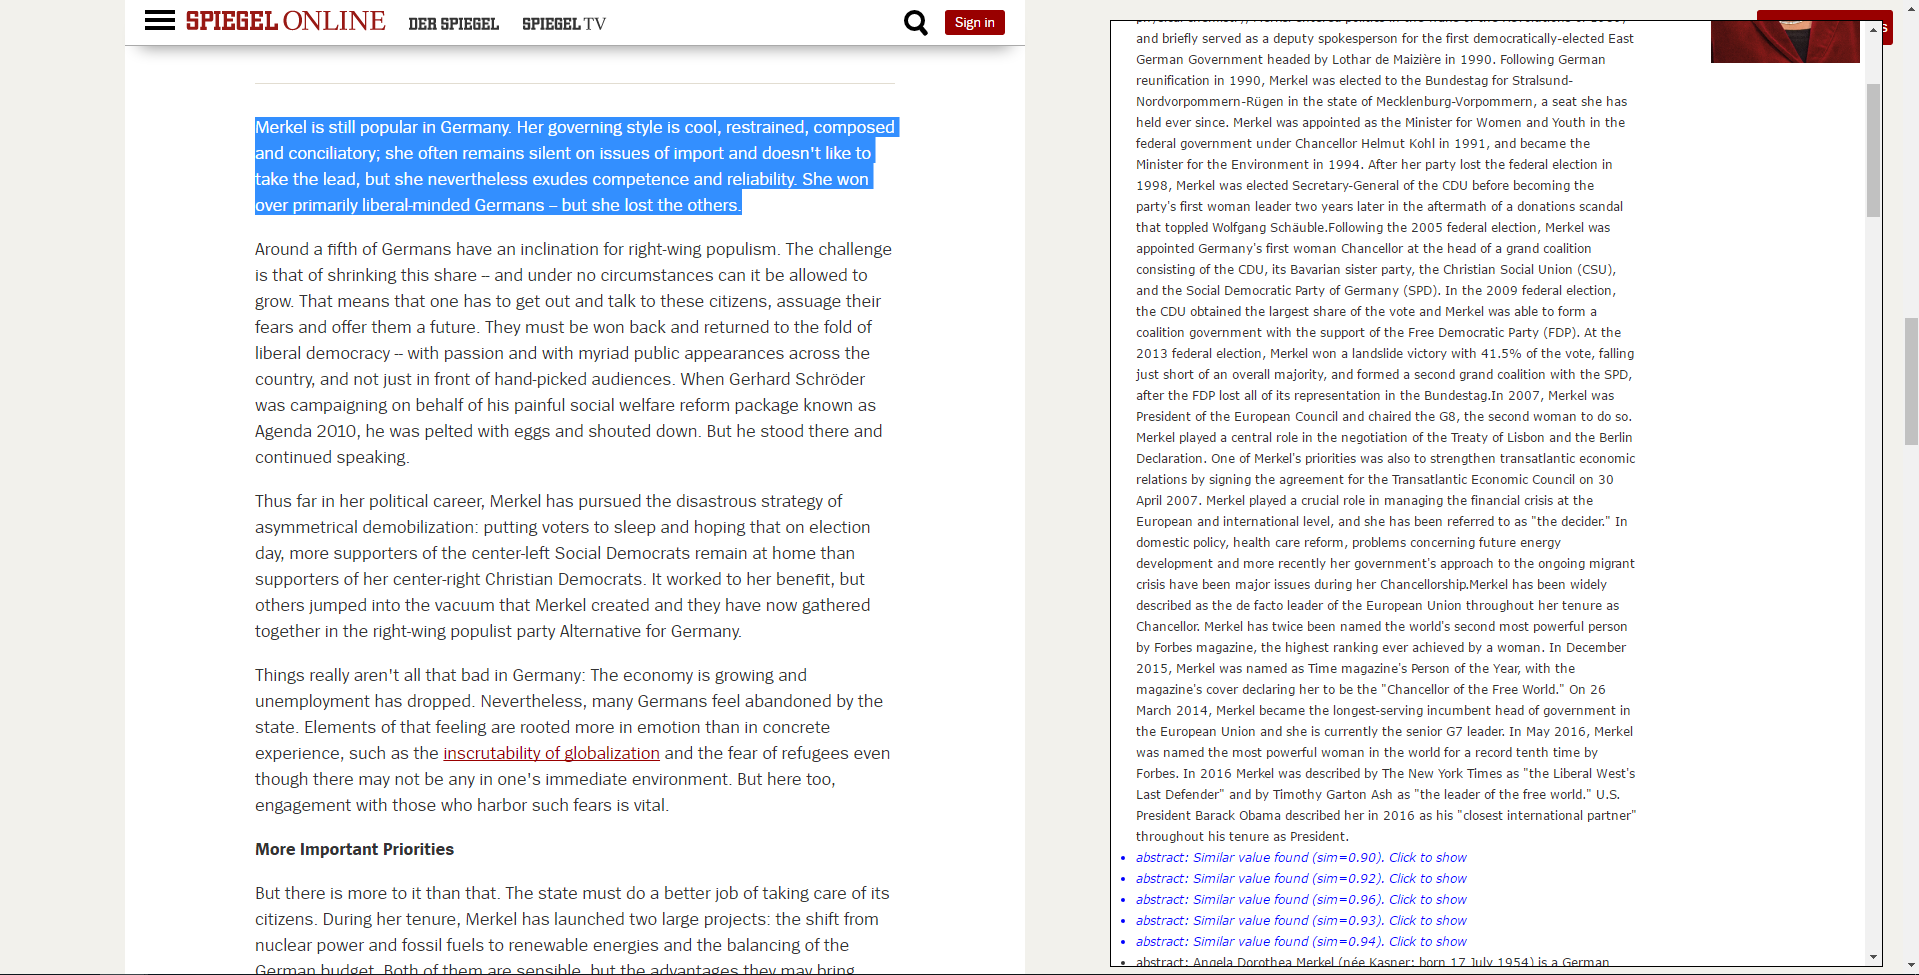 SPIEGEL ONLINE DER SPIEGEL SPIEGEL TV Sign in
Merkel is still popular in Germany. Her governing style is cool, restrained, composed
and conciliatory; she often remains silent on issues of import and doesn't like to
take the lead, but she nevertheless exudes competence and reliability. She won
over primarily liberal-minded Germans – but she lost the others.
Around a fifth of Germans have an inclination for right-wing populism. The challenge
is that of shrinking this share – and under no circumstances can it be allowed to
grow. That means that one has to get out and talk to these citizens, assuage their
fears and offer them a future. They must be won back and returned to the fold of
liberal democracy – with passion and with myriad public appearances across the
country, and not just in front of hand-picked audiences. When Gerhard Schröder
was campaigning on behalf of his painful social welfare reform package known as
Agenda 2010, he was pelted with eggs and shouted down. But he stood there and
continued speaking.
Thus far in her political career, Merkel has pursued the disastrous strategy of
asymmetrical demobilization: putting voters to sleep and hoping that on election
day, more supporters of the center-left Social Democrats remain at home than
supporters of her center-right Christian Democrats. It worked to her benefit, but
others jumped into the vacuum that Merkel created and they have now gathered
together in the right-wing populist party Alternative for Germany.
Things really aren't all that bad in Germany: The economy is growing and
unemployment has dropped. Nevertheless, many Germans feel abandoned by the
state. Elements of that feeling are rooted more in emotion than in concrete
experience, such as the inscrutability of globalization and the fear of refugees even
though there may not be any in one's immediate environment. But here too,
engagement with those who harbor such fears is vital.
More Important Priorities
But there is more to it than that. The state must do a better job of taking care of its
citizens. During her tenure, Merkel has launched two large projects: the shift from
nuclear power and fossil fuels to renewable energies and the balancing of the
German budget. Both of them are sensible, but the advantages they may bring
and briefly served as a deputy spokesperson for the first democratically-elected East
German Government headed by Lothar de Maizière in 1990. Following German
reunification in 1990, Merkel was elected to the Bundestag for Stralsund-
Nordvorpommern-Rügen in the state of Mecklenburg-Vorpommern, a seat she has
held ever since. Merkel was appointed as the Minister for Women and Youth in the
federal government under Chancellor Helmut Kohl in 1991, and became the
Minister for the Environment in 1994. After her party lost the federal election in
1998, Merkel was elected Secretary-General of the CDU before becoming the
party's first woman leader two years later in the aftermath of a donations scandal
that toppled Wolfgang Schäuble.Following the 2005 federal election, Merkel was
appointed Germany's first woman Chancellor at the head of a grand coalition
consisting of the CDU, its Bavarian sister party, the Christian Social Union (CSU),
and the Social Democratic Party of Germany (SPD). In the 2009 federal election,
the CDU obtained the largest share of the vote and Merkel was able to form a
coalition government with the support of the Free Democratic Party (FDP). At the
2013 federal election, Merkel won a landslide victory with 41.5% of the vote, falling
just short of an overall majority, and formed a second grand coalition with the SPD,
after the FDP lost all of its representation in the Bundestag.In 2007, Merkel was
President of the European Council and chaired the G8, the second woman to do so.
Merkel played a central role in the negotiation of the Treaty of Lisbon and the Berlin
Declaration. One of Merkel's priorities was also to strengthen transatlantic economic
relations by signing the agreement for the Transatlantic Economic Council on 30
April 2007. Merkel played a crucial role in managing the financial crisis at the
European and international level, and she has been referred to as "the decider." In
domestic policy, health care reform, problems concerning future energy
development and more recently her government's approach to the ongoing migrant
crisis have been major issues during her Chancellorship.Merkel has been widely
described as the de facto leader of the European Union throughout her tenure as
Chancellor. Merkel has twice been named the world's second most powerful person
by Forbes magazine, the highest ranking ever achieved by a woman. In December
2015, Merkel was named as Time magazine's Person of the Year, with the
magazine's cover declaring her to be the "Chancellor of the Free World." On 26
March 2014, Merkel became the longest-serving incumbent head of government in
the European Union and she is currently the senior G7 leader. In May 2016, Merkel
was named the most powerful woman in the world for a record tenth time by
Forbes. In 2016 Merkel was described by The New York Times as "the Liberal West's
Last Defender" and by Timothy Garton Ash as "the leader of the free world." U.S.
President Barack Obama described her in 2016 as his "closest international partner"
throughout his tenure as President.
• abstract: Similar value found (sim=0.90). Click to show
• abstract: Similar value found (sim=0.92). Click to show
• abstract: Similar value found (sim=0.96). Click to show
• abstract: Similar value found (sim=0.93). Click to show
• abstract: Similar value found (sim=0.94). Click to show
• abstract: Angela Dorothea Merkel (née Kasner; born 17 July 1954) is a German